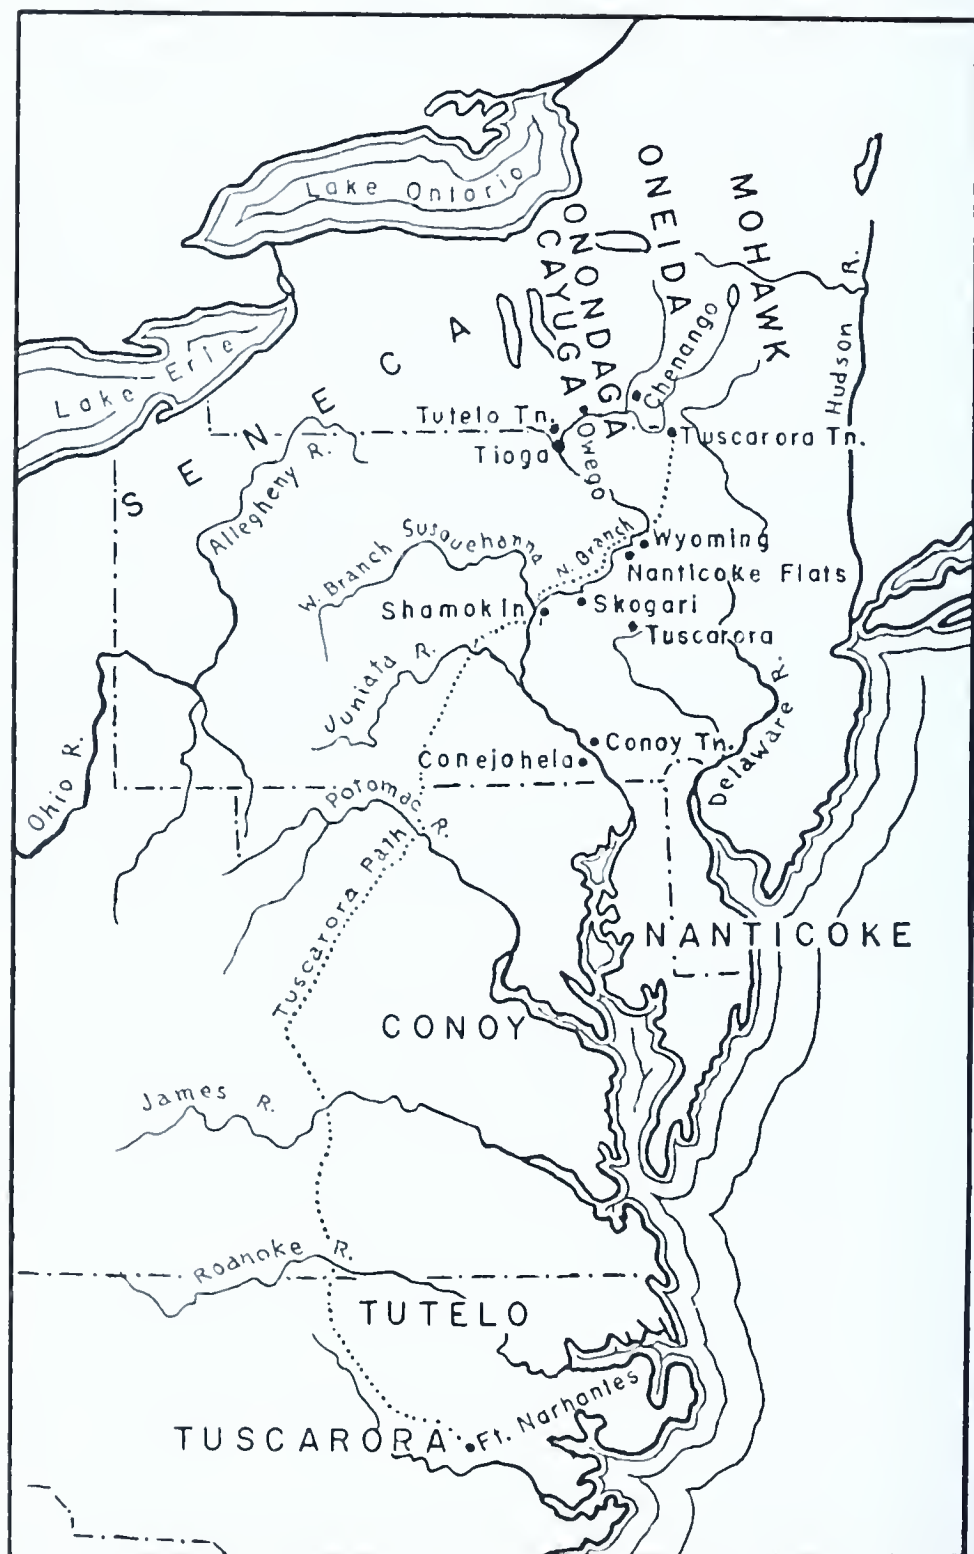 Lake Ontario
ONEIDA
MOHAWK
ONONDAGA
CAYUGA
Lake Erie
SENECA
Chenango
Hudson R.
Tutelo Tn.
Tioga
Owego
Tuscarora Tn.
Allegheny R.
W. Branch Susquehanna
N. Branch
Wyoming
Nanticoke Flats
Shamokin
Skogari
Tuscarora
Juniata R.
Ohio R.
Conoy Tn.
Conejohela
Delaware R.
Potomac R.
Tuscarora Path
NANTICOKE
CONOY
James R.
Roanoke R.
TUTELO
TUSCARORA
Ft. Narhantes